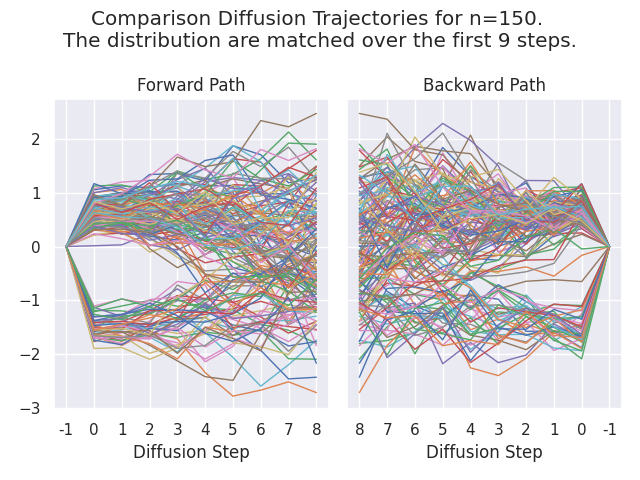 Comparison Diffusion Trajectories for n=150.
The distribution are matched over the first 9 steps.
Forward Path
Backward Path
2
1
0
−1
−2
−3
-1 0 1 2 3 4 5 6 7 8
8 7 6 5 4 3 2 1 0 -1
Diffusion Step
Diffusion Step